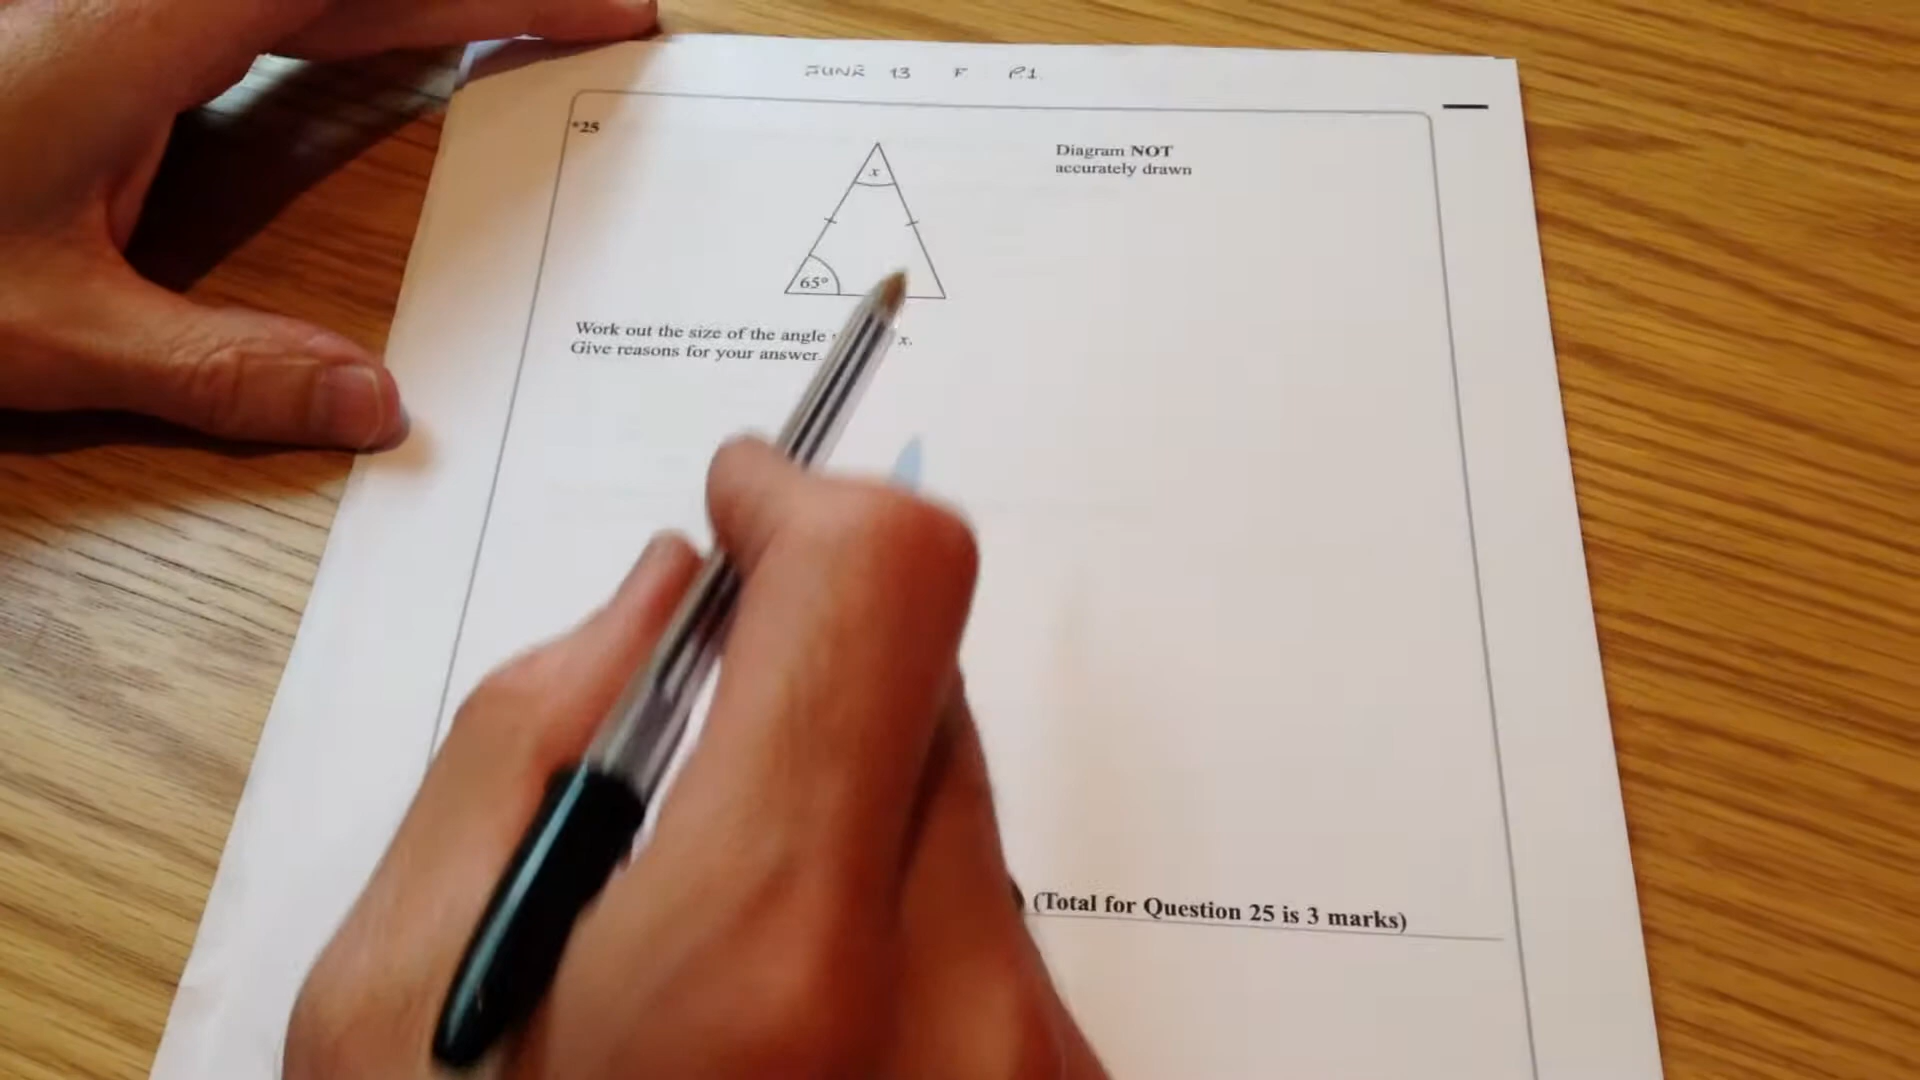 JUNE 13 F P.1
*25
Diagram NOT
accurately drawn
x
65°
Work out the size of the angle x.
Give reasons for your answer.
(Total for Question 25 is 3 marks)